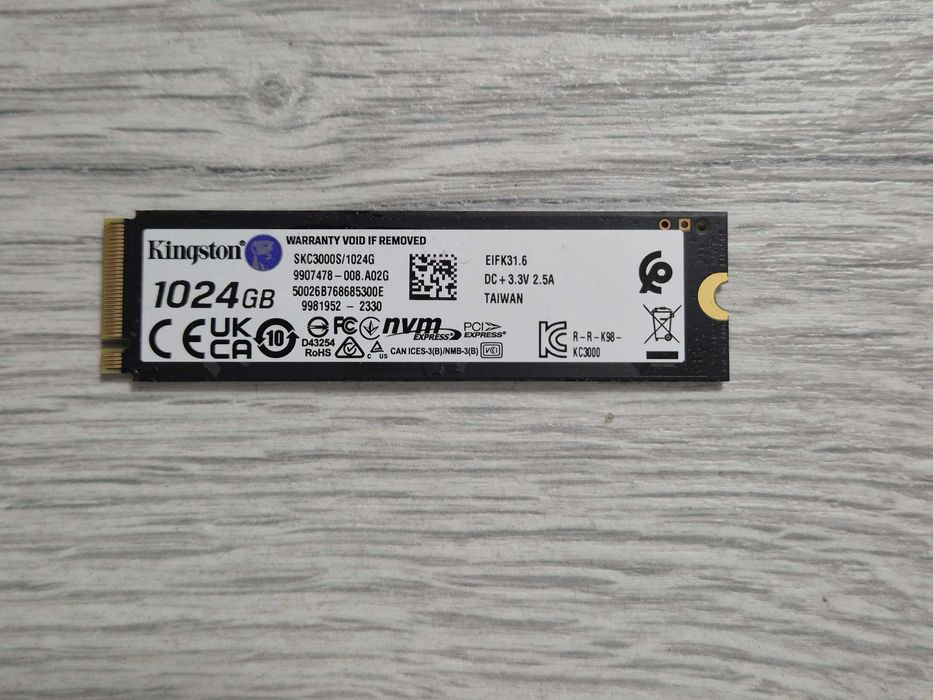 Kingston
1024GB
WARRANTY VOID IF REMOVED
SKC3000S/1024G
9907478-008.A02G
50026B768685300E
9981952 - 2330
EIFK31.6
DC+3.3V 2.5A
TAIWAN
CE UK CA 10
FC
nvm EXPRESS
PCI EXPRESS®
D43254
RoHS
C US
CAN ICES-3(B)/NMB-3(B)
VCI
R-R-K98-
KC3000